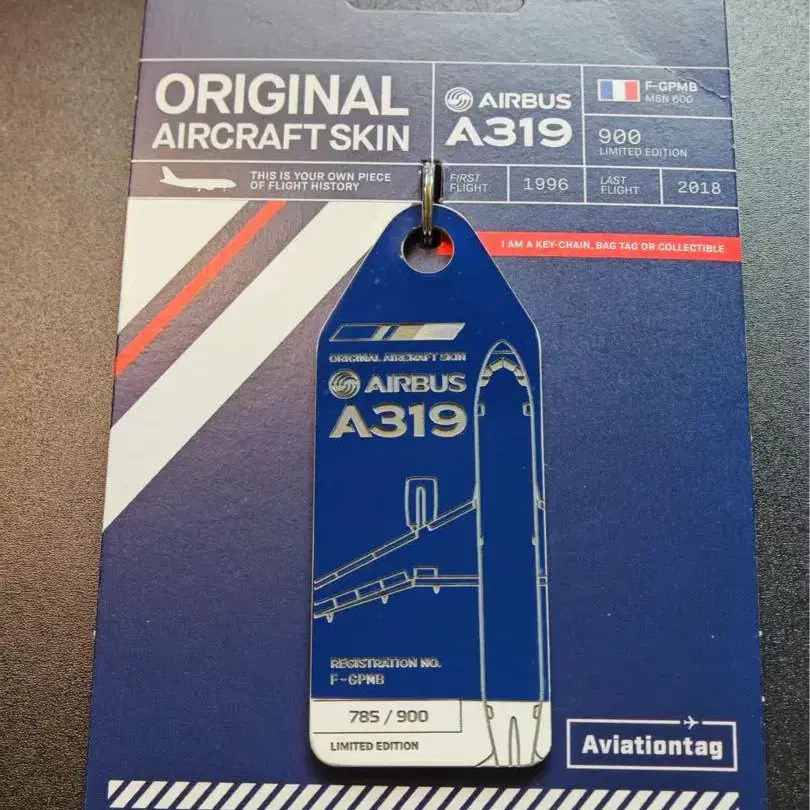 ORIGINAL
AIRCRAFT SKIN
AIRBUS
A319
F-GPMB
MSN 600
900
LIMITED EDITION
THIS IS YOUR OWN PIECE
OF FLIGHT HISTORY
FIRST
FLIGHT
1996
LAST
FLIGHT
2018
I AM A KEY-CHAIN, BAG TAG OR COLLECTIBLE
ORIGINAL AIRCRAFT SKIN
AIRBUS
A319
REGISTRATION NO.
F-GPMB
785 / 900
LIMITED EDITION
Aviationtag